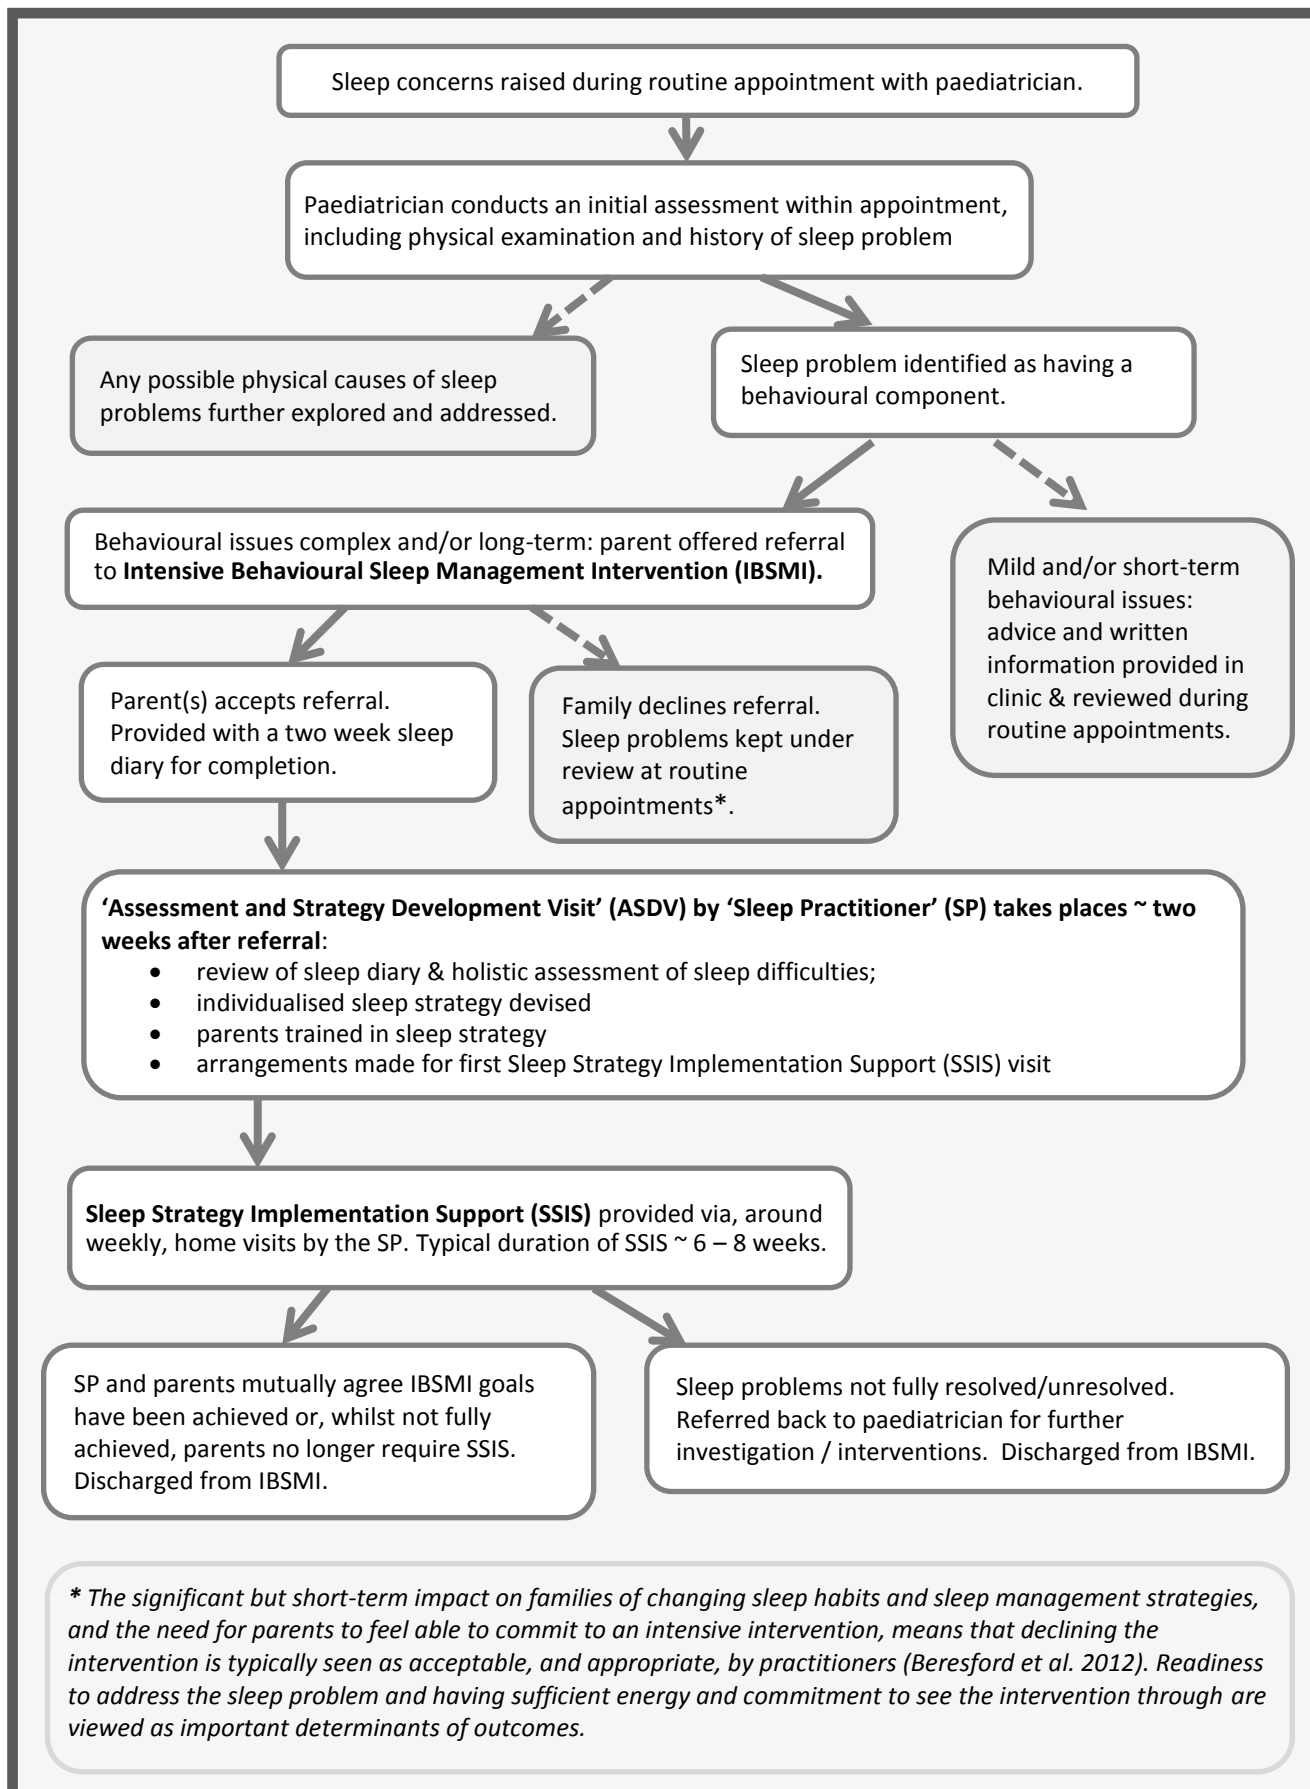 Sleep concerns raised during routine appointment with paediatrician.
Paediatrician conducts an initial assessment within appointment,
including physical examination and history of sleep problem
Any possible physical causes of sleep
problems further explored and addressed.
Sleep problem identified as having a
behavioural component.
Behavioural issues complex and/or long-term: parent offered referral
to Intensive Behavioural Sleep Management Intervention (IBSMI).
Mild and/or short-term
behavioural issues:
advice and written
information provided in
clinic & reviewed during
routine appointments.
Parent(s) accepts referral.
Provided with a two week sleep
diary for completion.
Family declines referral.
Sleep problems kept under
review at routine
appointments*.
‘Assessment and Strategy Development Visit’ (ASDV) by ‘Sleep Practitioner’ (SP) takes places ~ two
weeks after referral:
• review of sleep diary & holistic assessment of sleep difficulties;
• individualised sleep strategy devised
• parents trained in sleep strategy
• arrangements made for first Sleep Strategy Implementation Support (SSIS) visit
Sleep Strategy Implementation Support (SSIS) provided via, around
weekly, home visits by the SP. Typical duration of SSIS ~ 6 – 8 weeks.
SP and parents mutually agree IBSMI goals
have been achieved or, whilst not fully
achieved, parents no longer require SSIS.
Discharged from IBSMI.
Sleep problems not fully resolved/unresolved.
Referred back to paediatrician for further
investigation / interventions.  Discharged from IBSMI.
* The significant but short-term impact on families of changing sleep habits and sleep management strategies,
and the need for parents to feel able to commit to an intensive intervention, means that declining the
intervention is typically seen as acceptable, and appropriate, by practitioners (Beresford et al. 2012). Readiness
to address the sleep problem and having sufficient energy and commitment to see the intervention through are
viewed as important determinants of outcomes.